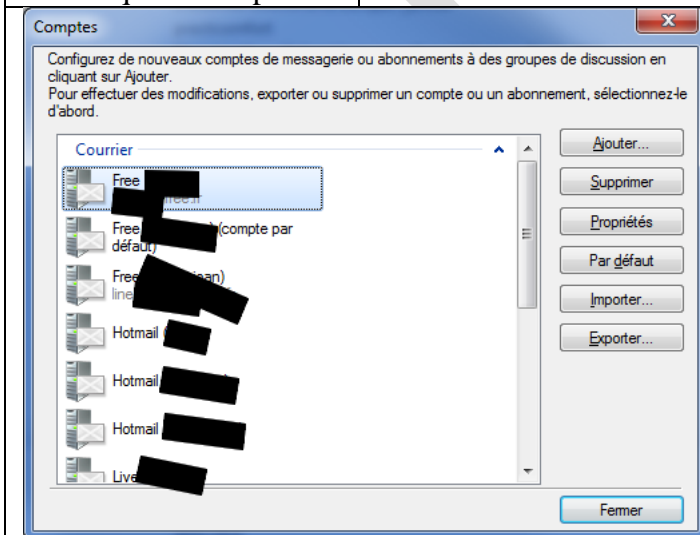 Comptes
Configurez de nouveaux comptes de messagerie ou abonnements à des groupes de discussion en
cliquant sur Ajouter.
Pour effectuer des modifications, exporter ou supprimer un compte ou un abonnement, sélectionnez-le
d'abord.
Courrier
Free
free.fr
Free (compte par
défaut)
Free
Hotmail
Hotmail
Hotmail
Live
Ajouter...
Supprimer
Propriétés
Par défaut
Importer...
Exporter...
Fermer